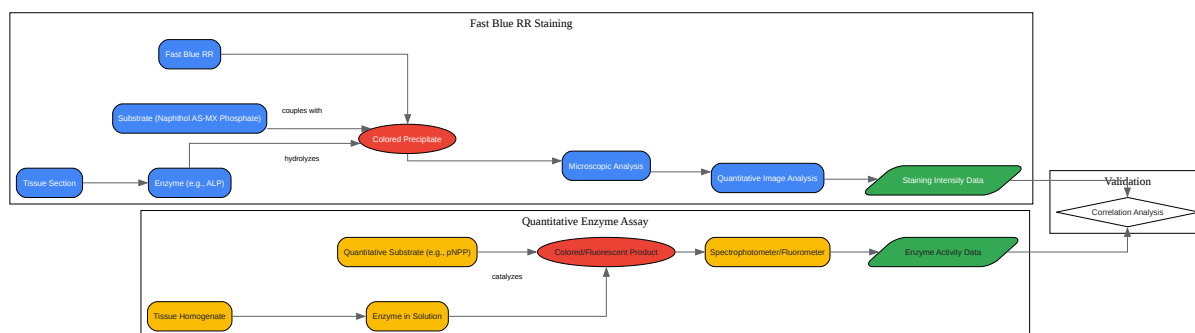 Fast Blue RR Staining
Fast Blue RR
Substrate (Naphthol AS-MX Phosphate)
couples with
Colored Precipitate
hydrolyzes
Tissue Section
Enzyme (e.g., ALP)
Microscopic Analysis
Quantitative Image Analysis
Staining Intensity Data
Validation
Correlation Analysis
Quantitative Enzyme Assay
Quantitative Substrate (e.g., pNPP)
catalyzes
Colored/Fluorescent Product
Spectrophotometer/Fluorometer
Enzyme Activity Data
Tissue Homogenate
Enzyme in Solution